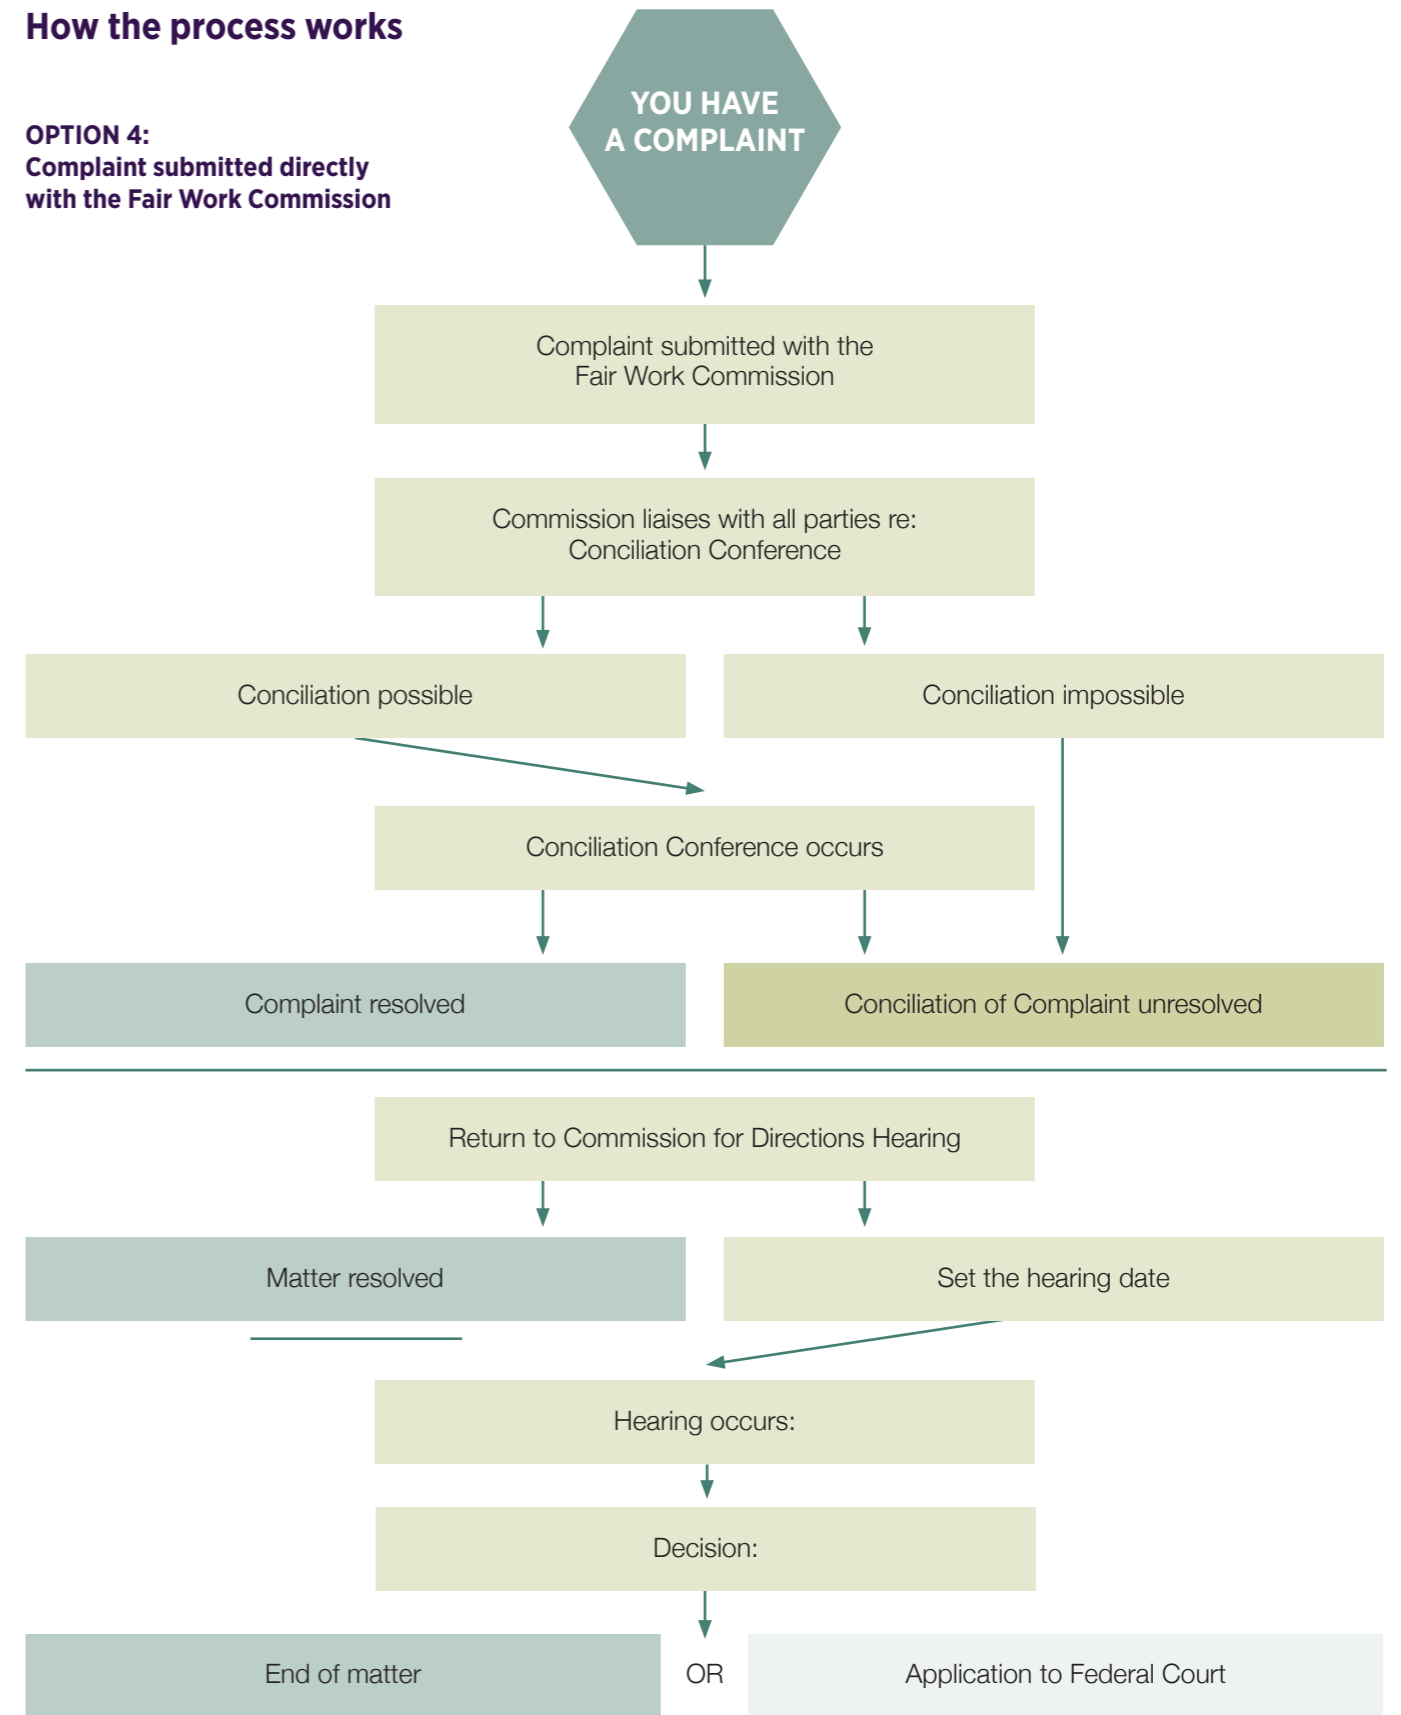 How the process works
OPTION 4:
Complaint submitted directly
with the Fair Work Commission
YOU HAVE
A COMPLAINT
Complaint submitted with the
Fair Work Commission
Commission liaises with all parties re:
Conciliation Conference
Conciliation possible
Conciliation impossible
Conciliation Conference occurs
Complaint resolved
Conciliation of Complaint unresolved
Return to Commission for Directions Hearing
Matter resolved
Set the hearing date
Hearing occurs:
Decision:
End of matter
OR
Application to Federal Court